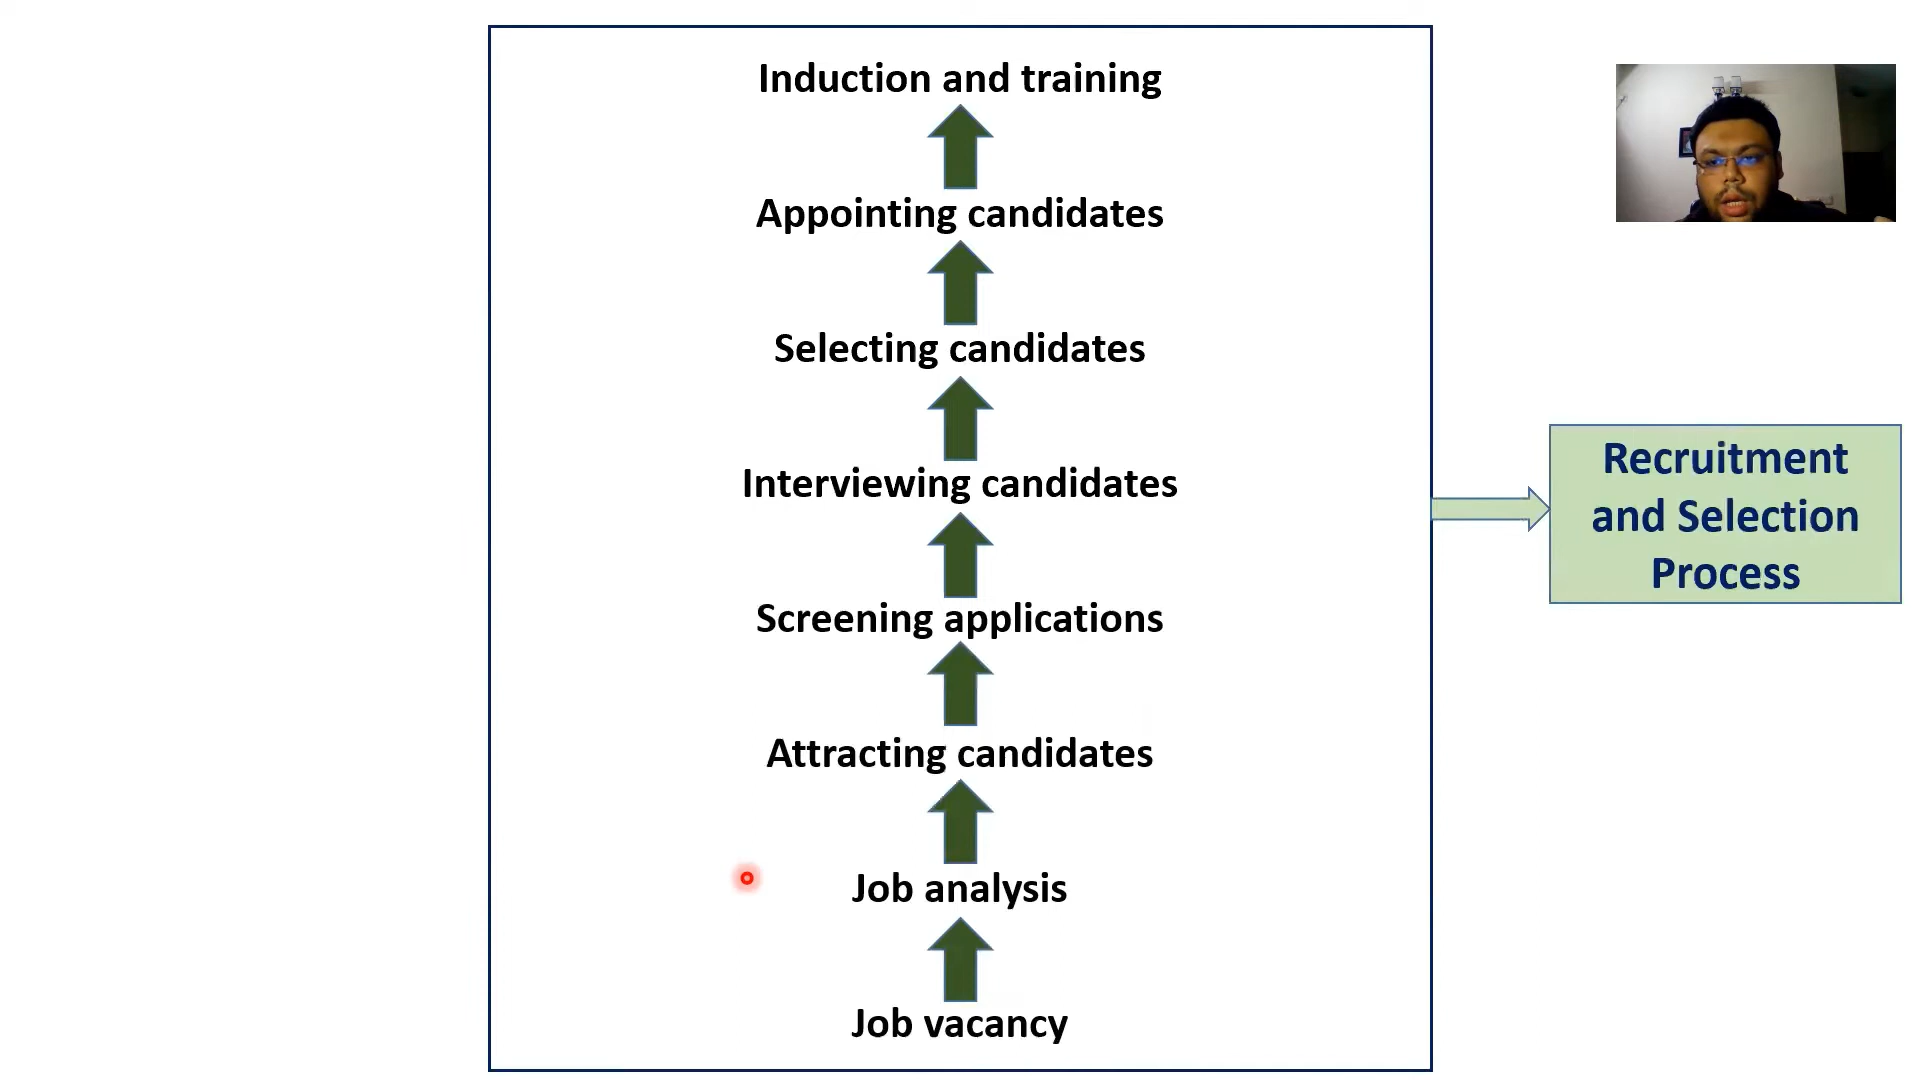 Induction and training
Appointing candidates
Selecting candidates
Interviewing candidates
Screening applications
Attracting candidates
Job analysis
Job vacancy
Recruitment
and Selection
Process